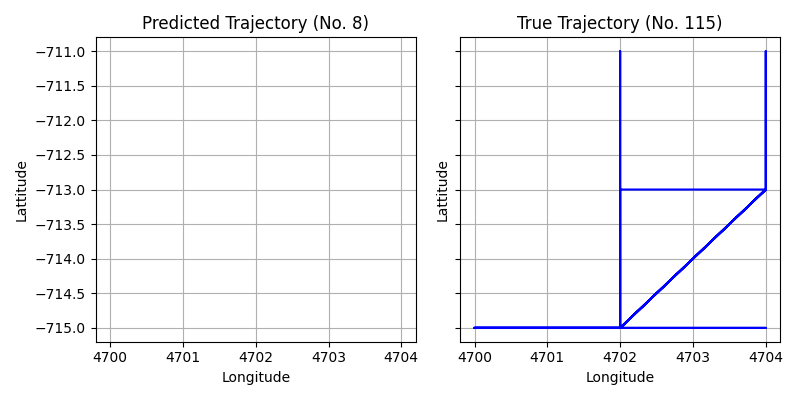 Predicted Trajectory (No. 8)
−711.0
−711.5
−712.0
−712.5
−713.0
−713.5
−714.0
−714.5
−715.0
Lattitude
4700 4701 4702 4703 4704
Longitude
True Trajectory (No. 115)
Lattitude
4700 4701 4702 4703 4704
Longitude